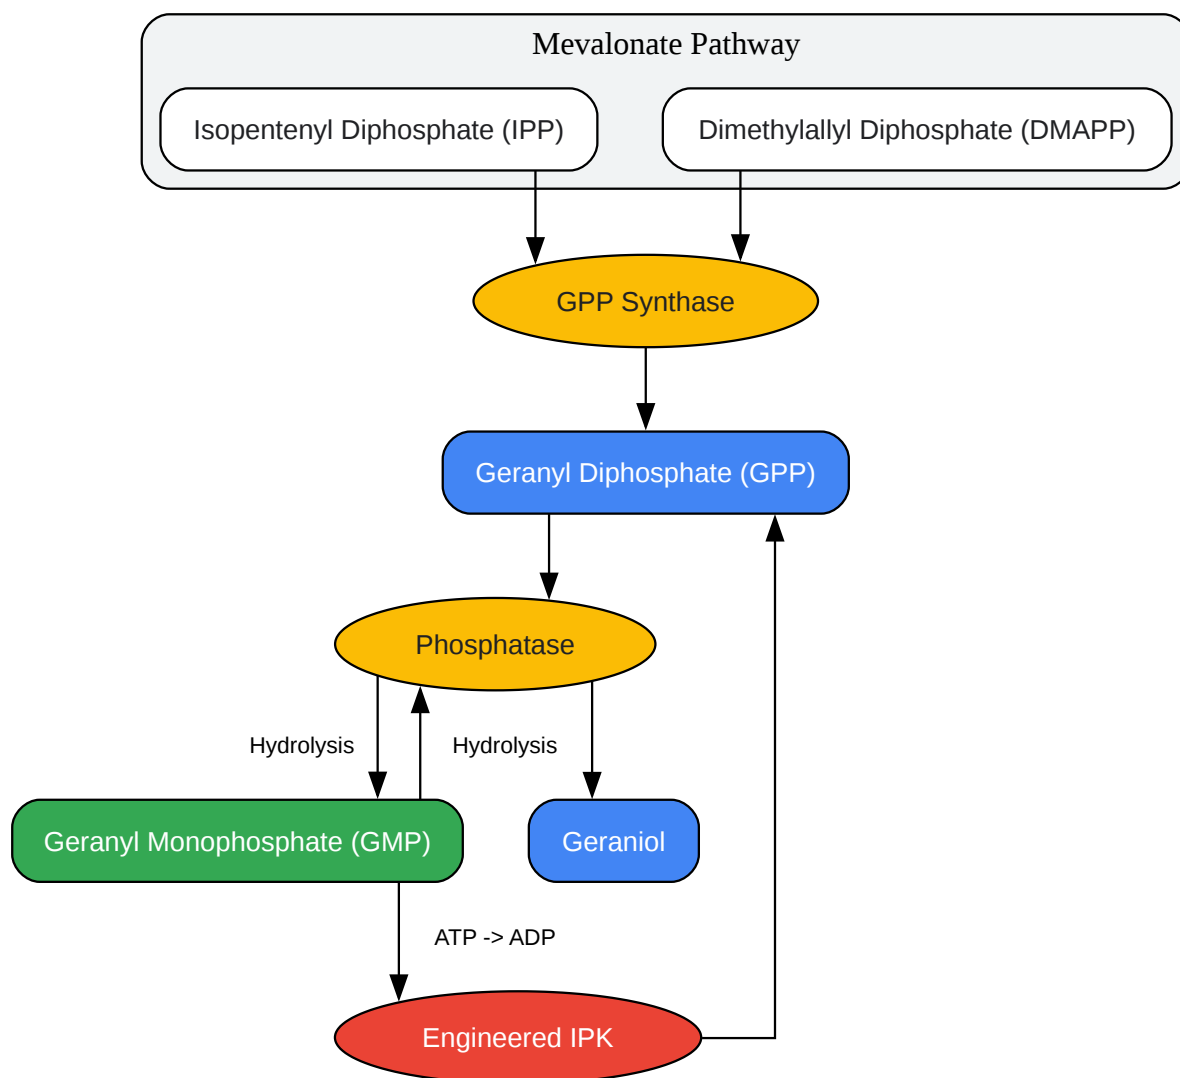 Mevalonate Pathway
Isopentenyl Diphosphate (IPP)
Dimethylallyl Diphosphate (DMAPP)
GPP Synthase
Geranyl Diphosphate (GPP)
Phosphatase
Hydrolysis
Hydrolysis
Geranyl Monophosphate (GMP)
Geraniol
ATP -> ADP
Engineered IPK